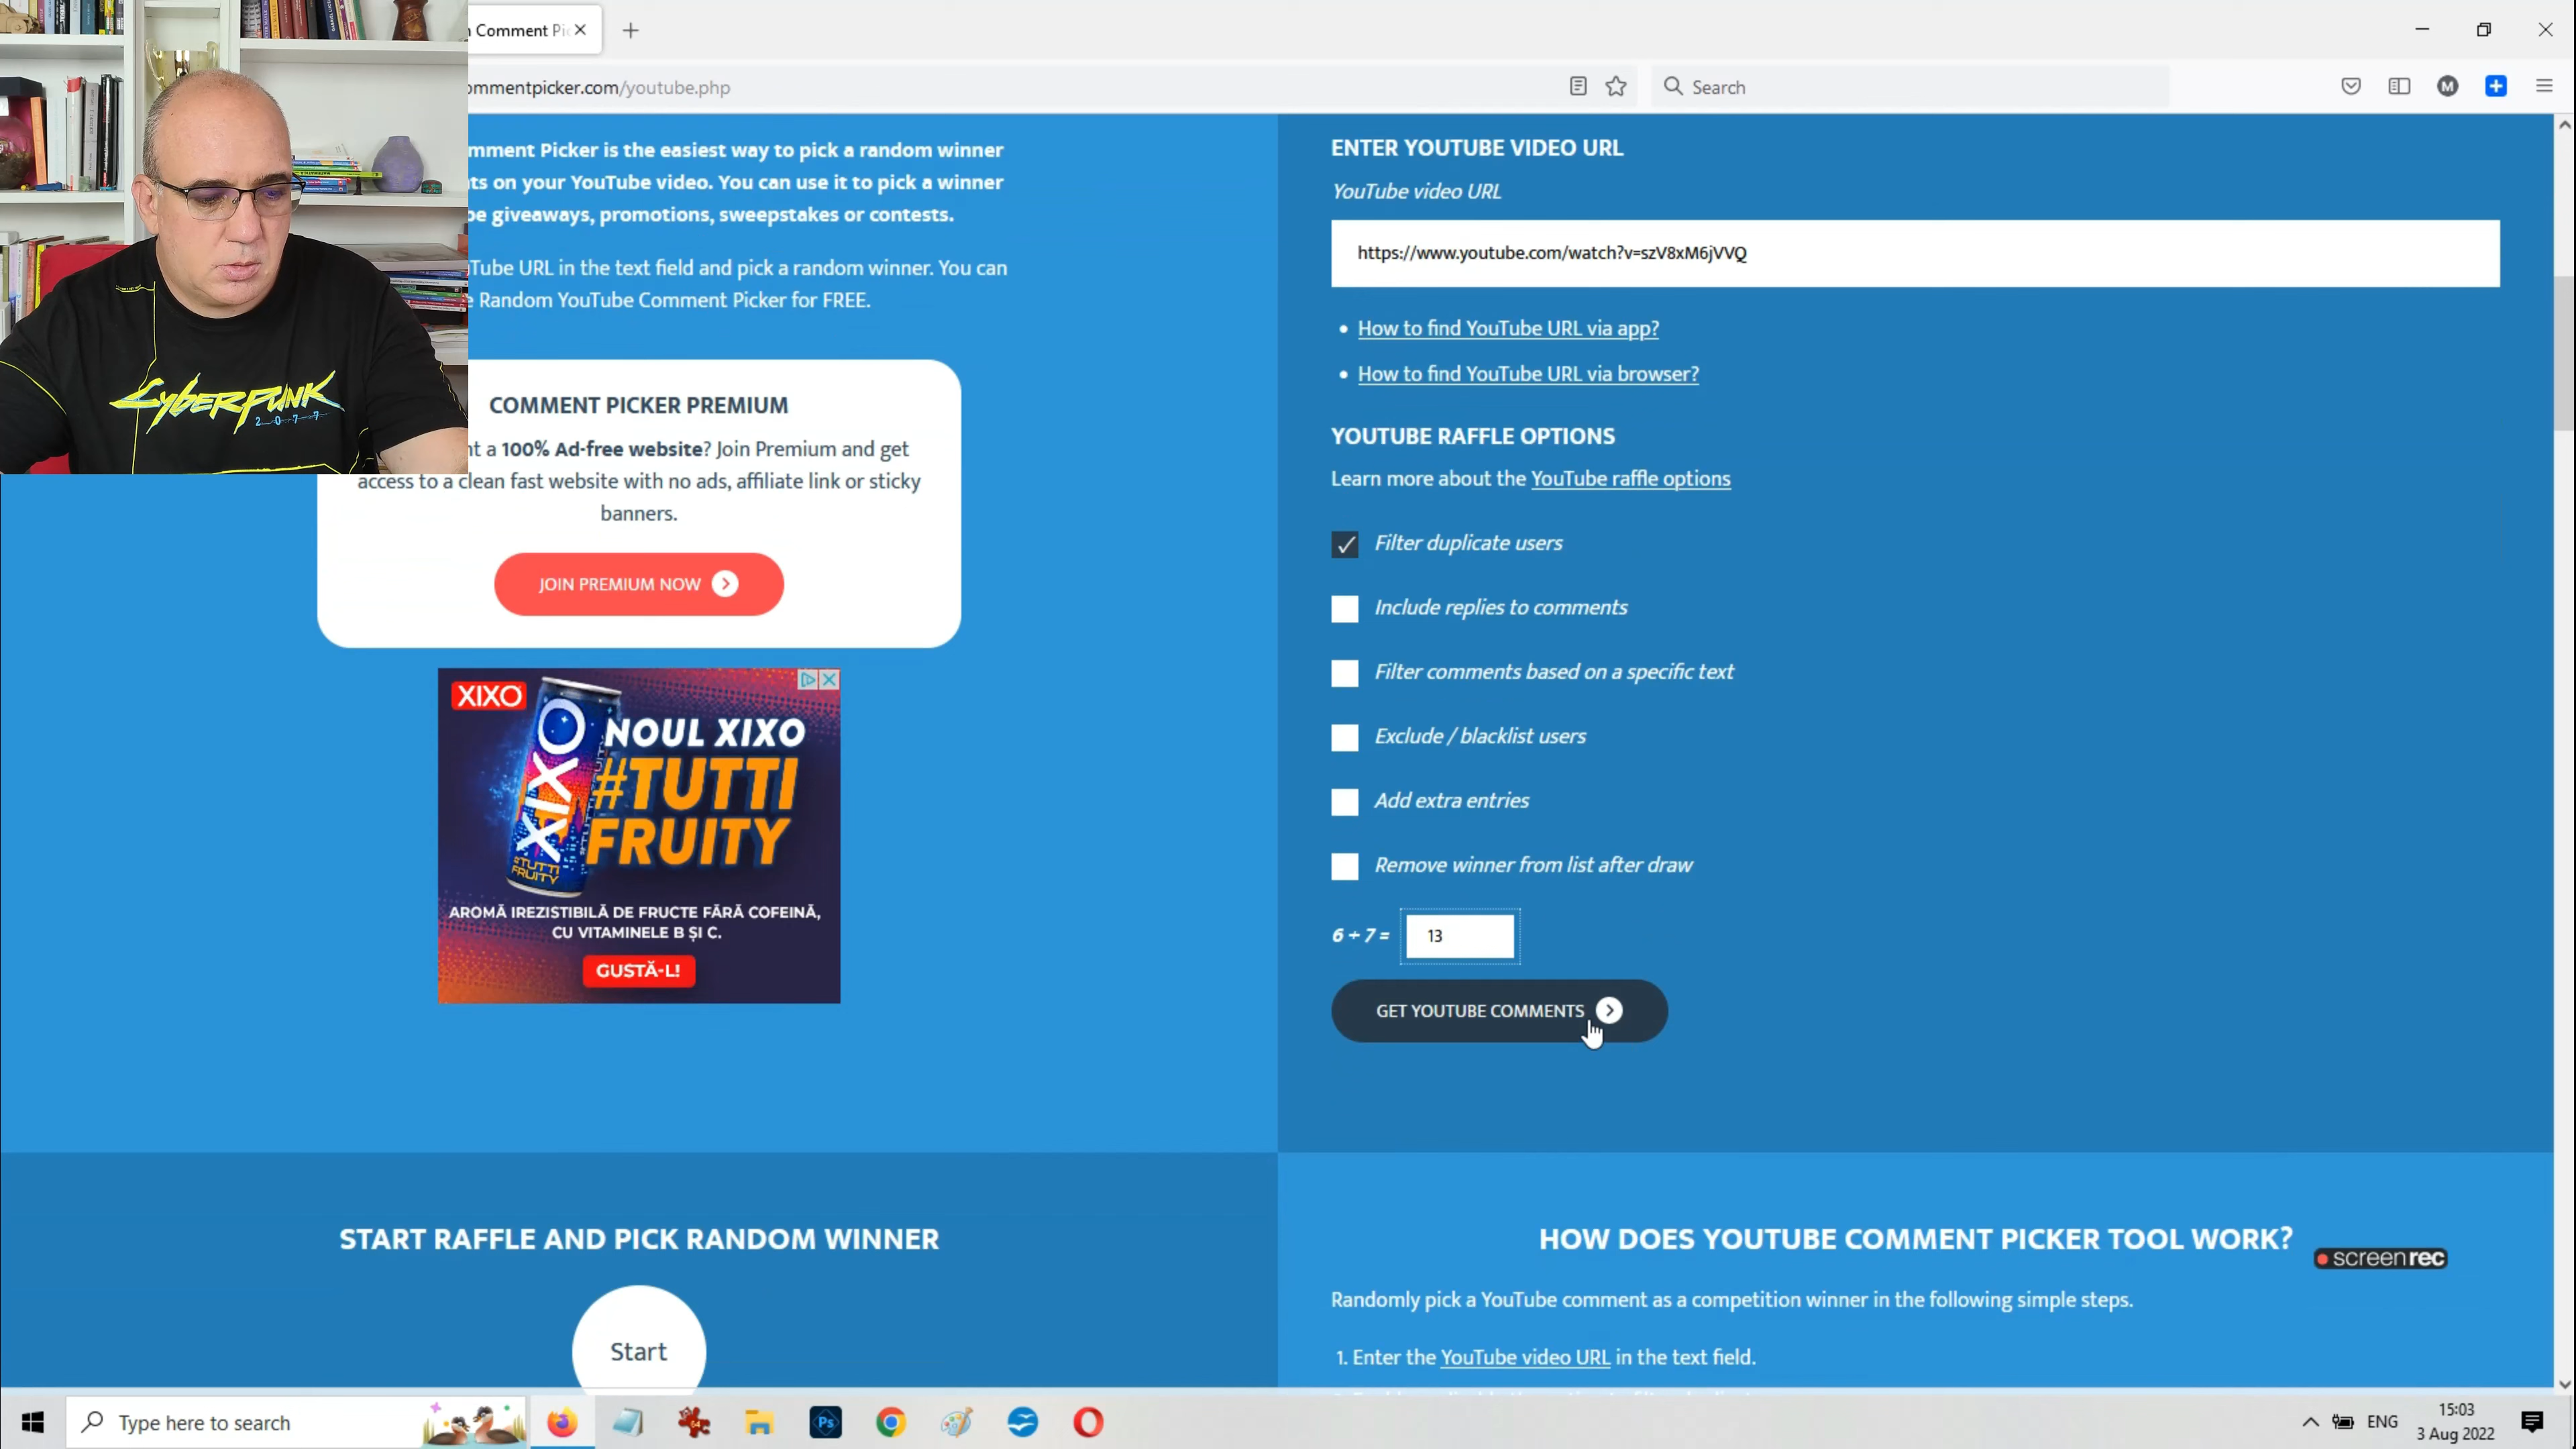 Comment Pi
commentpicker.com/youtube.php
Search
M
mment Picker is the easiest way to pick a random winner
ts on your YouTube video. You can use it to pick a winner
be giveaways, promotions, sweepstakes or contests.
Tube URL in the text field and pick a random winner. You can
e Random YouTube Comment Picker for FREE.
CYBERPUNK
2077
COMMENT PICKER PREMIUM
nt a 100% Ad-free website? Join Premium and get
access to a clean fast website with no ads, affiliate link or sticky
banners.
JOIN PREMIUM NOW
XIXO
NOUL XIXO
#TUTTI
FRUITY
XIXO
#TUTTI
FRUITY
AROMĂ IREZISTIBILĂ DE FRUCTE FĂRĂ COFEINĂ,
CU VITAMINELE B ȘI C.
GUSTĂ-L!
ENTER YOUTUBE VIDEO URL
YouTube video URL
https://www.youtube.com/watch?v=szV8xM6jVVQ
• How to find YouTube URL via app?
• How to find YouTube URL via browser?
YOUTUBE RAFFLE OPTIONS
Learn more about the YouTube raffle options
Filter duplicate users
Include replies to comments
Filter comments based on a specific text
Exclude / blacklist users
Add extra entries
Remove winner from list after draw
6 + 7 = 13
GET YOUTUBE COMMENTS
START RAFFLE AND PICK RANDOM WINNER
Start
HOW DOES YOUTUBE COMMENT PICKER TOOL WORK?
screenrec
Randomly pick a YouTube comment as a competition winner in the following simple steps.
1. Enter the YouTube video URL in the text field.
Type here to search
Ps
ENG
15:03
3 Aug 2022